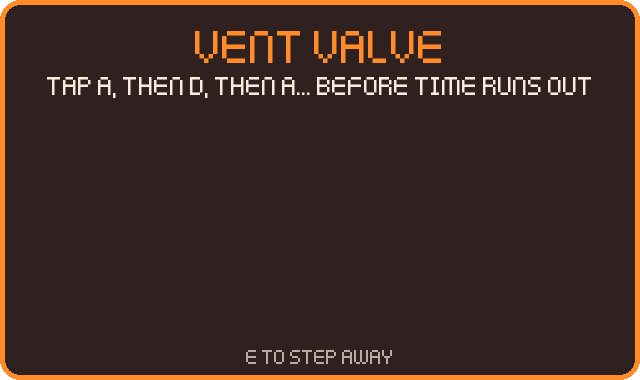 VENT VALVE
TAP A, THEN D, THEN A... BEFORE TIME RUNS OUT
E TO STEP AWAY